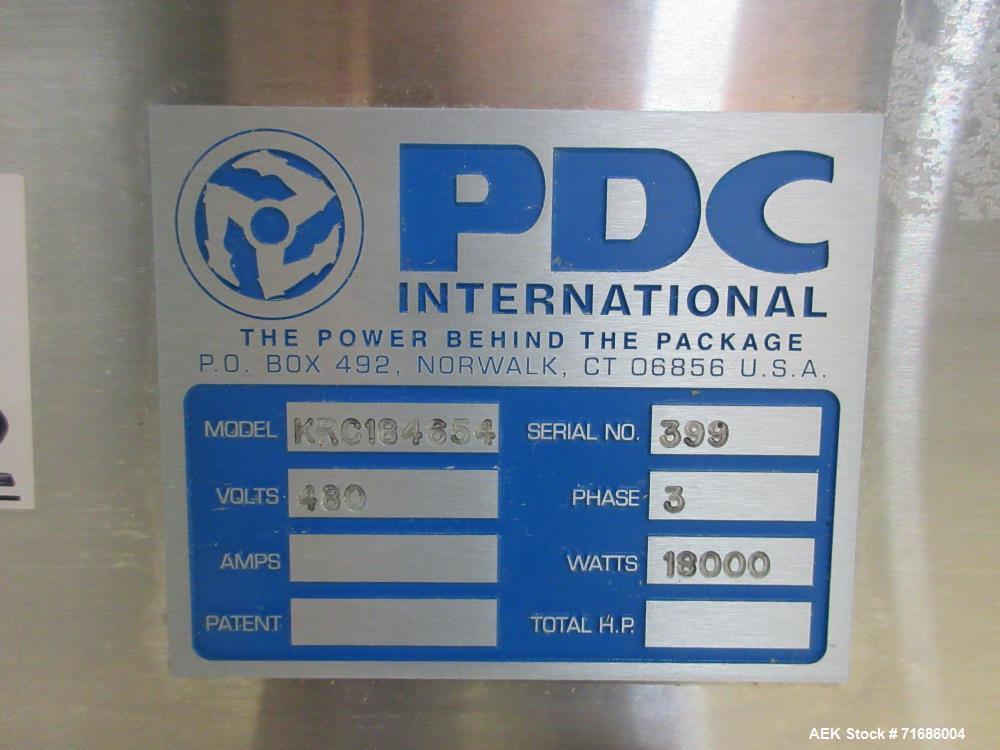 PDC
INTERNATIONAL
THE POWER BEHIND THE PACKAGE
P.O. BOX 492, NORWALK, CT 06856 U.S.A.
MODEL KRC184654 SERIAL NO. 399
VOLTS 480 PHASE 3
AMPS WATTS 18000
PATENT TOTAL H.P.
AEK Stock # 71686004